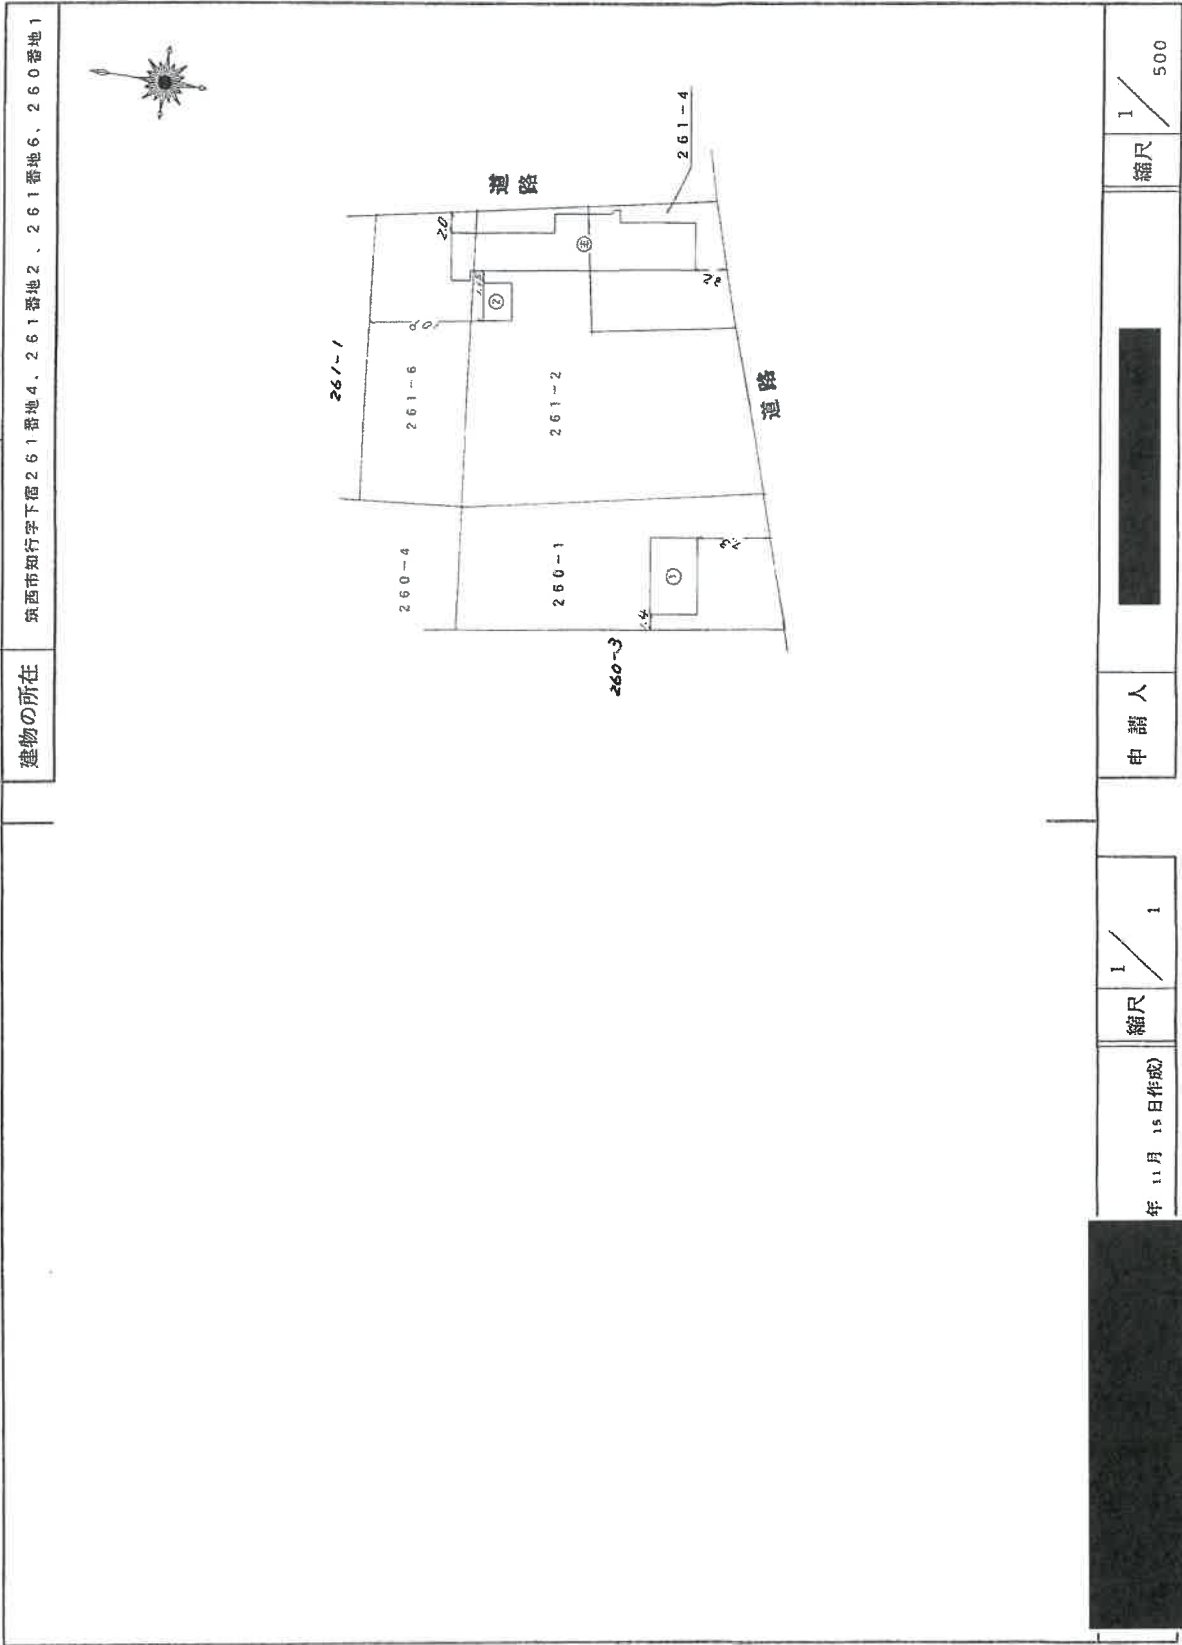 建物の所在
筑西市知行字下宿261番地4、261番地2、261番地6、260番地1
261-1
道路
2.0
261-4
261-6
②
㊤
261-2
道路
260-4
260-1
①
1.4
260-3
申請人
縮尺
1/500
年 11月 15日作成)
縮尺
1/1